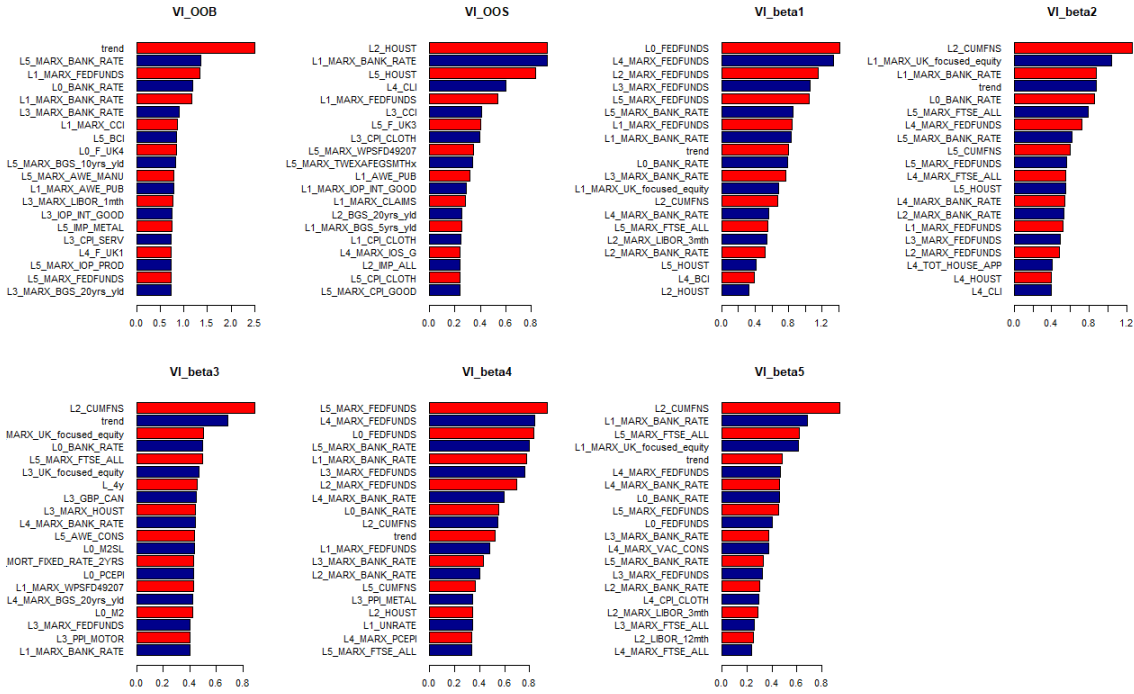 VI_OOB
trend
L5_MARX_BANK_RATE
L1_MARX_FEDFUNDS
L0_BANK_RATE
L1_MARX_BANK_RATE
L3_MARX_BANK_RATE
L1_MARX_CCI
L5_BCI
L0_F_UK4
L5_MARX_BGS_10yrs_yld
L5_MARX_AWE_MANU
L1_MARX_AWE_PUB
L3_MARX_LIBOR_1mth
L3_IOP_INT_GOOD
L5_IMP_METAL
L3_CPI_SERV
L4_F_UK1
L5_MARX_IOP_PROD
L5_MARX_FEDFUNDS
L3_MARX_BGS_20yrs_yld
0.0 0.5 1.0 1.5 2.0 2.5
VI_OOS
L2_HOUST
L1_MARX_BANK_RATE
L5_HOUST
L4_CLI
L1_MARX_FEDFUNDS
L3_CCI
L5_F_UK3
L3_CPI_CLOTH
L5_MARX_WPSFD49207
L5_MARX_TWEXAFEGSMTHx
L1_AWE_PUB
L1_MARX_IOP_INT_GOOD
L1_MARX_CLAIMS
L2_BGS_20yrs_yld
L1_MARX_BGS_5yrs_yld
L1_CPI_CLOTH
L4_MARX_IOS_G
L2_IMP_ALL
L5_CPI_CLOTH
L5_MARX_CPI_GOOD
0.0 0.2 0.4 0.6 0.8
VI_beta1
L0_FEDFUNDS
L4_MARX_FEDFUNDS
L2_MARX_FEDFUNDS
L3_MARX_FEDFUNDS
L5_MARX_FEDFUNDS
L5_MARX_BANK_RATE
L1_MARX_FEDFUNDS
L1_MARX_BANK_RATE
trend
L0_BANK_RATE
L3_MARX_BANK_RATE
L1_MARX_UK_focused_equity
L2_CUMFNS
L4_MARX_BANK_RATE
L5_MARX_FTSE_ALL
L2_MARX_LIBOR_3mth
L2_MARX_BANK_RATE
L5_HOUST
L4_BCI
L2_HOUST
0.0 0.4 0.8 1.2
VI_beta2
L2_CUMFNS
L1_MARX_UK_focused_equity
L1_MARX_BANK_RATE
trend
L0_BANK_RATE
L5_MARX_FTSE_ALL
L4_MARX_FEDFUNDS
L5_MARX_BANK_RATE
L5_CUMFNS
L5_MARX_FEDFUNDS
L4_MARX_FTSE_ALL
L5_HOUST
L4_MARX_BANK_RATE
L2_MARX_BANK_RATE
L1_MARX_FEDFUNDS
L3_MARX_FEDFUNDS
L2_MARX_FEDFUNDS
L4_TOT_HOUSE_APP
L4_HOUST
L4_CLI
0.0 0.4 0.8 1.2
VI_beta3
L2_CUMFNS
trend
MARX_UK_focused_equity
L0_BANK_RATE
L5_MARX_FTSE_ALL
L3_UK_focused_equity
L_4y
L3_GBP_CAN
L3_MARX_HOUST
L4_MARX_BANK_RATE
L5_AWE_CONS
L0_M2SL
_MORT_FIXED_RATE_2YRS
L0_PCEPI
L1_MARX_WPSFD49207
L4_MARX_BGS_20yrs_yld
L0_M2
L3_MARX_FEDFUNDS
L3_PPI_MOTOR
L1_MARX_BANK_RATE
0.0 0.2 0.4 0.6 0.8
VI_beta4
L5_MARX_FEDFUNDS
L4_MARX_FEDFUNDS
L0_FEDFUNDS
L5_MARX_BANK_RATE
L1_MARX_BANK_RATE
L3_MARX_FEDFUNDS
L2_MARX_FEDFUNDS
L4_MARX_BANK_RATE
L0_BANK_RATE
L2_CUMFNS
trend
L1_MARX_FEDFUNDS
L3_MARX_BANK_RATE
L2_MARX_BANK_RATE
L5_CUMFNS
L3_PPI_METAL
L2_HOUST
L1_UNRATE
L4_MARX_PCEPI
L5_MARX_FTSE_ALL
0.0 0.2 0.4 0.6 0.8
VI_beta5
L2_CUMFNS
L1_MARX_BANK_RATE
L5_MARX_FTSE_ALL
L1_MARX_UK_focused_equity
trend
L4_MARX_FEDFUNDS
L4_MARX_BANK_RATE
L0_BANK_RATE
L5_MARX_FEDFUNDS
L0_FEDFUNDS
L3_MARX_BANK_RATE
L4_MARX_VAC_CONS
L5_MARX_BANK_RATE
L3_MARX_FEDFUNDS
L2_MARX_BANK_RATE
L4_CPI_CLOTH
L2_MARX_LIBOR_3mth
L3_MARX_FTSE_ALL
L2_LIBOR_12mth
L4_MARX_FTSE_ALL
0.0 0.2 0.4 0.6 0.8